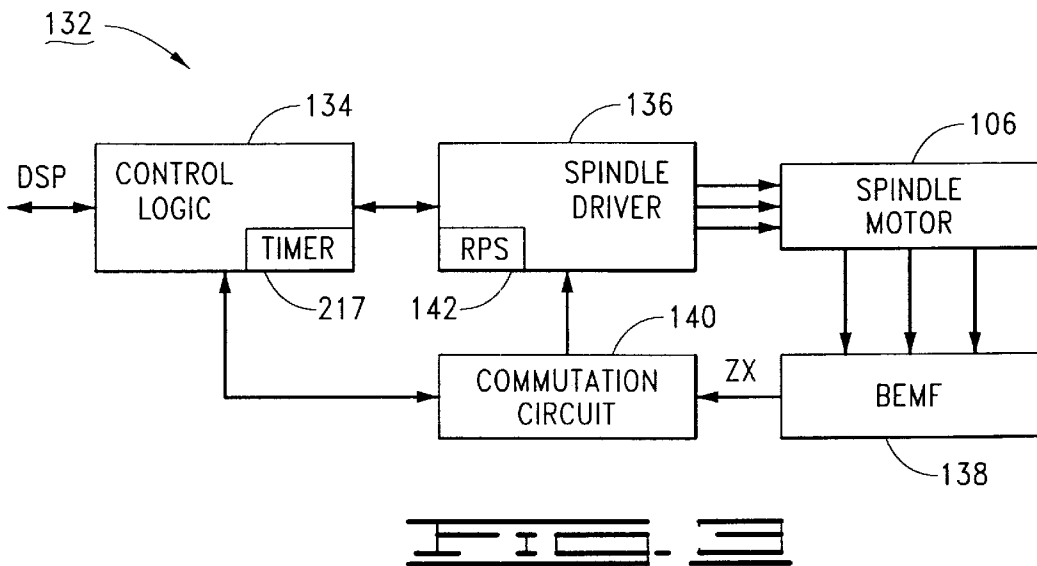 132
134
136
106
DSP
CONTROL
LOGIC
TIMER
SPINDLE
DRIVER
RPS
SPINDLE
MOTOR
217
142
140
COMMUTATION
CIRCUIT
ZX
BEMF
138
FIG. 3